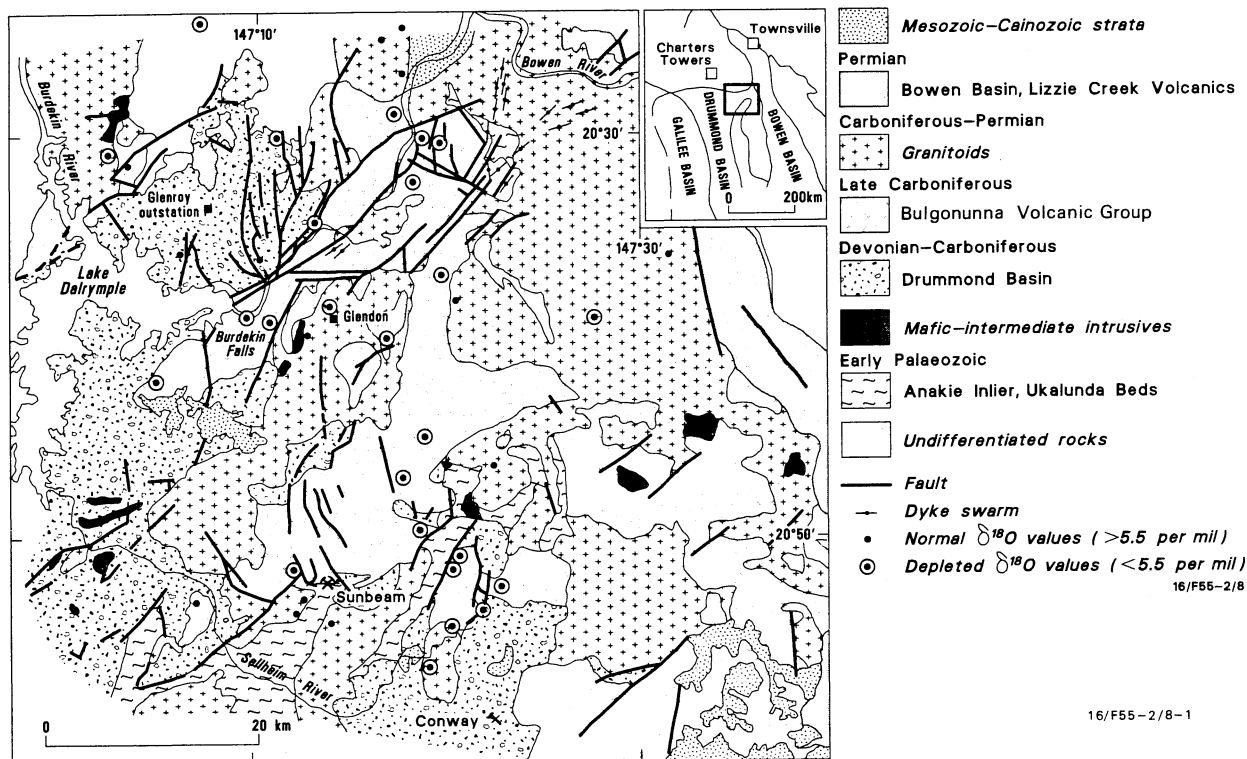 147°10'
Bowen River
Burdekin River
20°30'
Glenroy
outstation
Lake
Dalrymple
147°30'
Burdekin
Falls
Glendon
20°50'
Sunbeam
Sellheim River
Conway
0 20 km
Townsville
Charters
Towers
GALILEE BASIN
DRUMMOND BASIN
BOWEN BASIN
0 200km
Mesozoic–Cainozoic strata
Permian
Bowen Basin, Lizzie Creek Volcanics
Carboniferous–Permian
Granitoids
Late Carboniferous
Bulgonunna Volcanic Group
Devonian–Carboniferous
Drummond Basin
Mafic–intermediate intrusives
Early Palaeozoic
Anakie Inlier, Ukalunda Beds
Undifferentiated rocks
Fault
Dyke swarm
Normal δ¹⁸O values (>5.5 per mil)
Depleted δ¹⁸O values (<5.5 per mil)
16/F55–2/8
16/F55–2/8–1